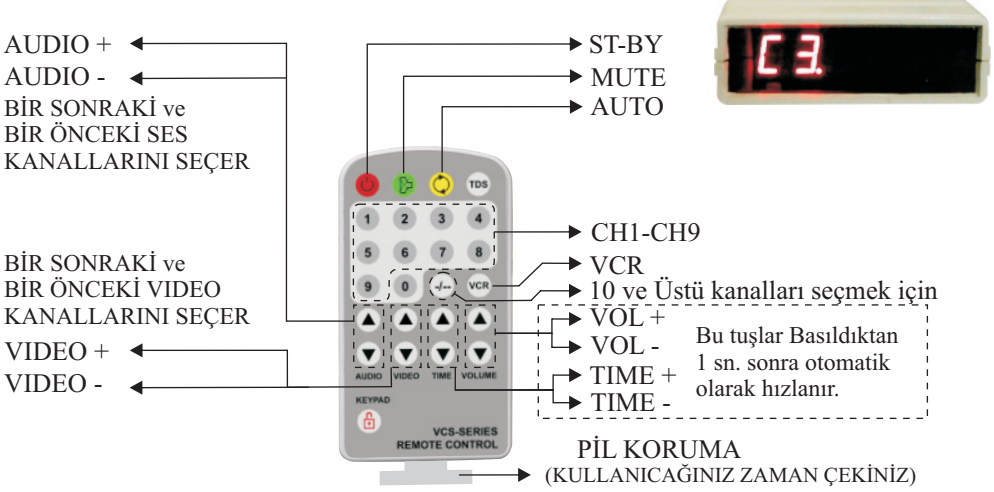 AUDIO +
AUDIO -
BİR SONRAKİ ve
BİR ÖNCEKİ SES
KANALLARINI SEÇER
BİR SONRAKİ ve
BİR ÖNCEKİ VIDEO
KANALLARINI SEÇER
VIDEO +
VIDEO -
TDS
1 2 3 4
5 6 7 8
9 0 -/-- VCR
AUDIO VIDEO TIME VOLUME
KEYPAD
VCS-SERIES
REMOTE CONTROL
ST-BY
MUTE
AUTO
C3.
CH1-CH9
VCR
10 ve Üstü kanalları seçmek için
VOL +
VOL -
TIME +
TIME -
Bu tuşlar Basıldıktan
1 sn. sonra otomatik
olarak hızlanır.
PİL KORUMA
(KULLANICAĞINIZ ZAMAN ÇEKİNİZ)